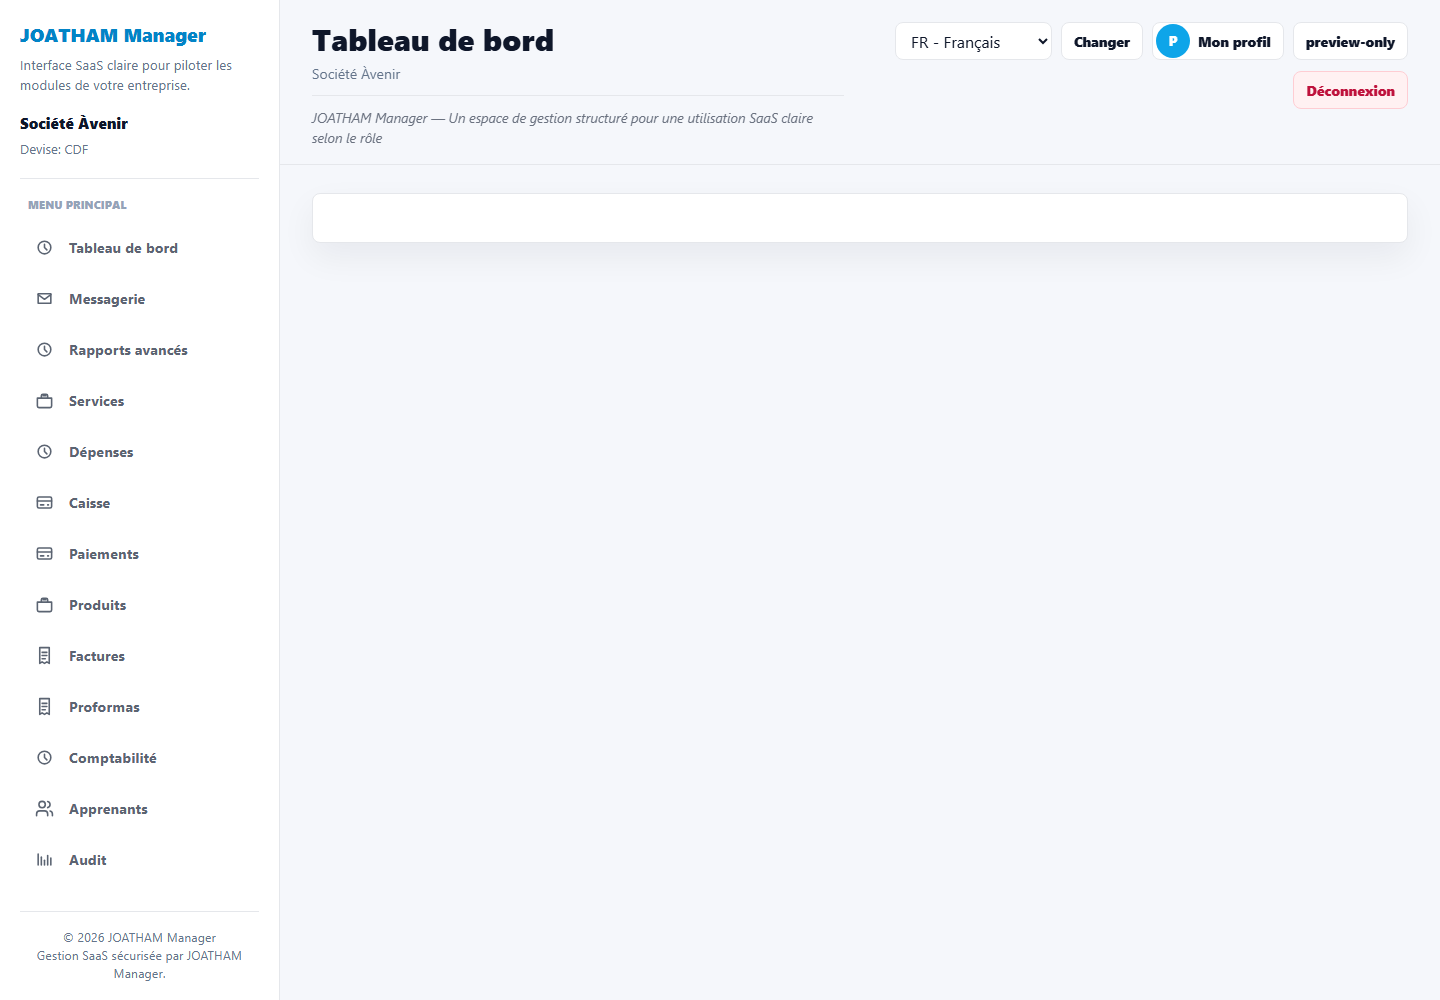 JOATHAM Manager
Interface SaaS claire pour piloter les
modules de votre entreprise.
Société Àvenir
Devise: CDF
MENU PRINCIPAL
Tableau de bord
Messagerie
Rapports avancés
Services
Dépenses
Caisse
Paiements
Produits
Factures
Proformas
Comptabilité
Apprenants
Audit
© 2026 JOATHAM Manager
Gestion SaaS sécurisée par JOATHAM
Manager.
Tableau de bord
Société Àvenir
JOATHAM Manager — Un espace de gestion structuré pour une utilisation SaaS claire
selon le rôle
FR - Français
Changer
P
Mon profil
preview-only
Déconnexion